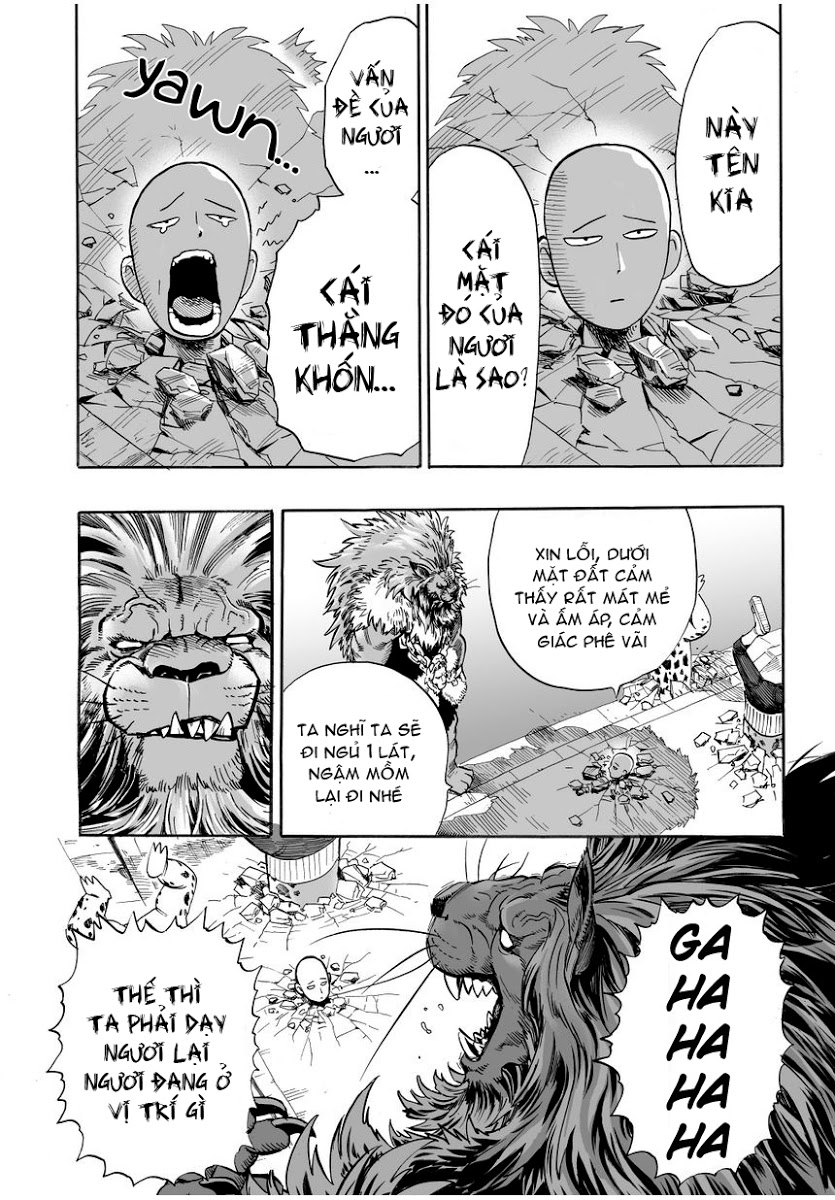 NÀY
TÊN
KÌA
CÁI
MẶT
ĐÓ CỦA
NGƯƠI
LÀ SAO?
VẤN
ĐỀ CỦA
NGƯƠI
...
YAWN...
CÁI
THẰNG
KHỐN...
XIN LỖI, DƯỚI
MẶT ĐẤT CẢM
THẤY RẤT MÁT MẺ
VÀ ẤM ÁP, CẢM
GIÁC PHÊ VÃI
TA NGHĨ TA SẼ
ĐI NGỦ 1 LÁT,
NGẬM MỒM
LẠI ĐI NHÉ
GA
HA
HA
HA
HA
THẾ THÌ
TA PHẢI DẠY
NGƯƠI LẠI
NGƯƠI ĐANG Ở
VỊ TRÍ GÌ